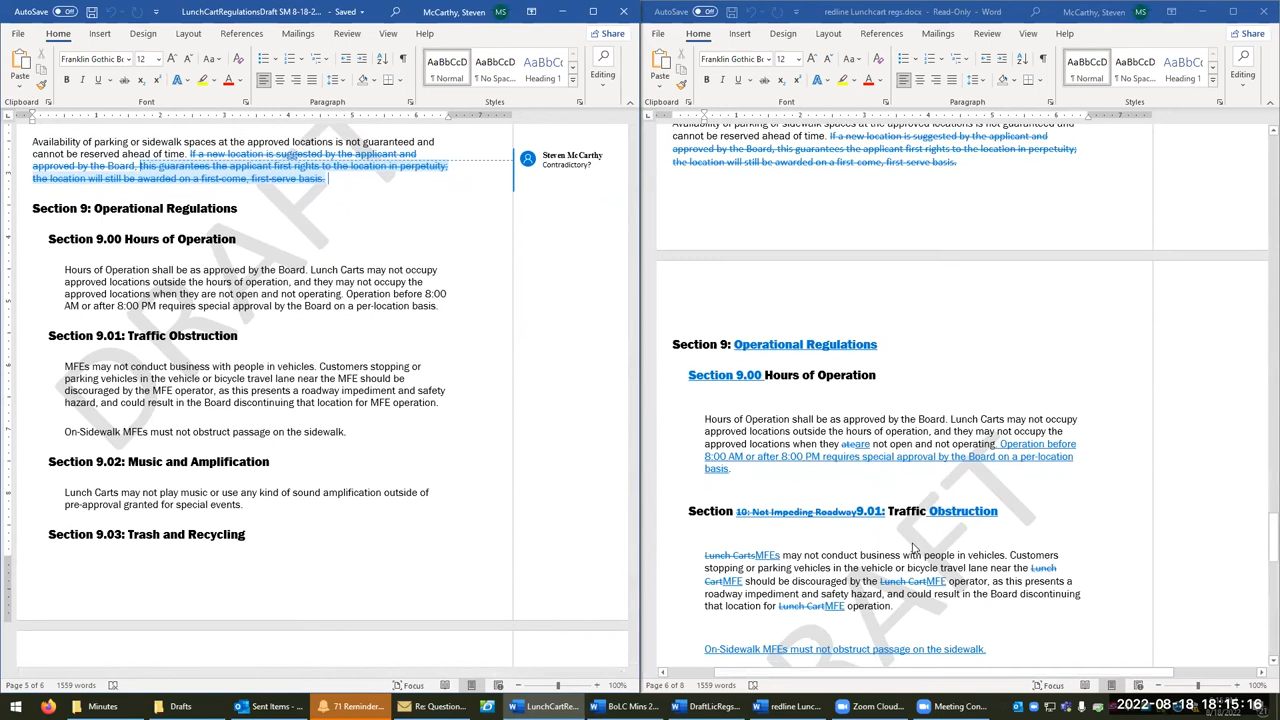 AutoSave Off LunchCartRegulationsDraft SM 8-18-2... McCarthy, Steven MS
File Home Insert Draw Design Layout References Mailings Review View Help Share
Franklin Gothic B 12
Paste
AaBbCcD AaBbCcD AaBbC
¶ Normal ¶ No Spac... Heading 1
Editing
Clipboard Font Paragraph Styles
Availability of parking or sidewalk spaces at the approved locations is not guaranteed and
cannot be reserved ahead of time. If a new location is suggested by the applicant and
approved by the Board, this guarantees the applicant first rights to the location in perpetuity;
the location will still be awarded on a first-come, first-serve basis.
Steven McCarthy
Contradictory?
Section 9: Operational Regulations
Section 9.00 Hours of Operation
Hours of Operation shall be as approved by the Board. Lunch Carts may not occupy
approved locations outside the hours of operation, and they may not occupy the
approved locations when they are not open and not operating. Operation before 8:00
AM or after 8:00 PM requires special approval by the Board on a per-location basis.
Section 9.01: Traffic Obstruction
MFEs may not conduct business with people in vehicles. Customers stopping or
parking vehicles in the vehicle or bicycle travel lane near the MFE should be
discouraged by the MFE operator, as this presents a roadway impediment and safety
hazard, and could result in the Board discontinuing that location for MFE operation.
On-Sidewalk MFEs must not obstruct passage on the sidewalk.
Section 9.02: Music and Amplification
Lunch Carts may not play music or use any kind of sound amplification outside of
pre-approval granted for special events.
Section 9.03: Trash and Recycling
DRAFT
Page 5 of 6 1559 words Focus 100%
AutoSave Off redline Lunchcart regs.docx - Read-Only - Word McCarthy, Steven MS
File Home Insert Draw Design Layout References Mailings Review View Help Share
Franklin Gothic B 12
Paste
AaBbCcD AaBbCcD AaBbC
¶ Normal ¶ No Spac... Heading 1
Editing
Clipboard Font Paragraph Styles
Availability of parking or sidewalk spaces at the approved locations is not guaranteed and
cannot be reserved ahead of time. If a new location is suggested by the applicant and
approved by the Board, this guarantees the applicant first rights to the location in perpetuity;
the location will still be awarded on a first-come, first-serve basis.
Section 9: Operational Regulations
Section 9.00 Hours of Operation
Hours of Operation shall be as approved by the Board. Lunch Carts may not occupy
approved locations outside the hours of operation, and they may not occupy the
approved locations when they ateare not open and not operating. Operation before
8:00 AM or after 8:00 PM requires special approval by the Board on a per-location
basis.
Section 10: Not Impeding Roadway9.01: Traffic Obstruction
Lunch CartsMFEs may not conduct business with people in vehicles. Customers
stopping or parking vehicles in the vehicle or bicycle travel lane near the Lunch
CartMFE should be discouraged by the Lunch CartMFE operator, as this presents a
roadway impediment and safety hazard, and could result in the Board discontinuing
that location for Lunch CartMFE operation.
On-Sidewalk MFEs must not obstruct passage on the sidewalk.
DRAFT
Page 6 of 8 1559 words Focus 100%
Minutes Drafts Sent Items - ... 71 Reminder... Re: Question... LunchCartRe... BoLC Mins 2... DraftLicRegs... redline Lunc... Zoom Cloud... Meeting Con...
2022-08-18 18:15:16